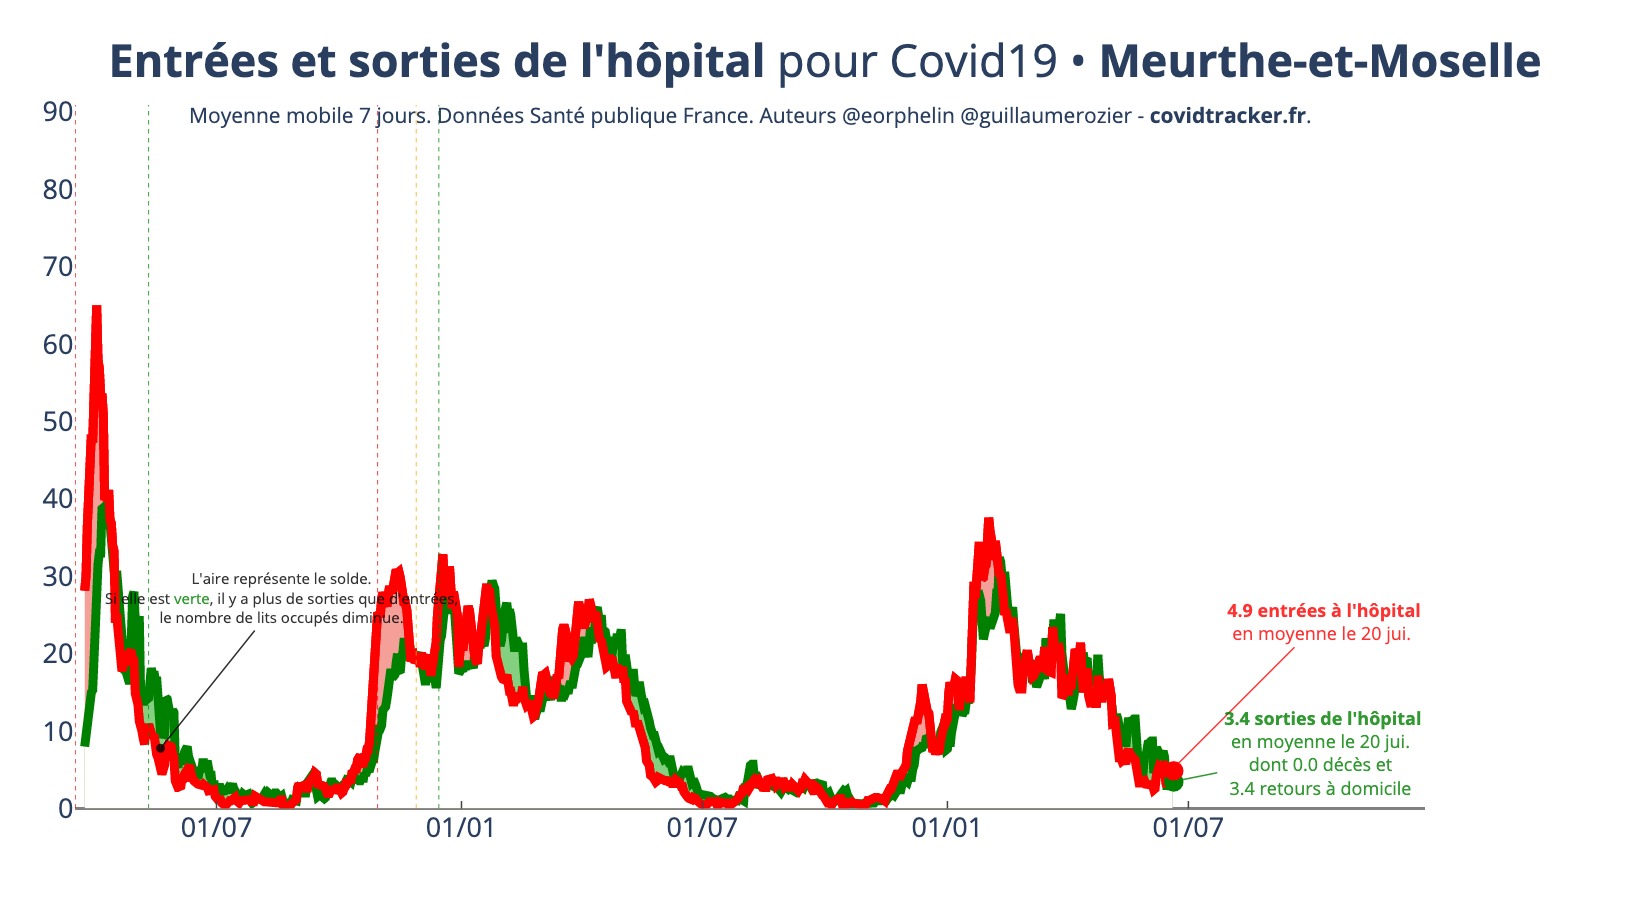 Entrées et sorties de l'hôpital pour Covid19 • Meurthe-et-Moselle
Moyenne mobile 7 jours. Données Santé publique France. Auteurs @eorphelin @guillaumerozier - covidtracker.fr.
90
80
70
60
50
40
30
20
10
0
L'aire représente le solde.
Si elle est verte, il y a plus de sorties que d'entrées,
le nombre de lits occupés diminue.
4.9 entrées à l'hôpital
en moyenne le 20 jui.
3.4 sorties de l'hôpital
en moyenne le 20 jui.
dont 0.0 décès et
3.4 retours à domicile
01/07
01/01
01/07
01/01
01/07